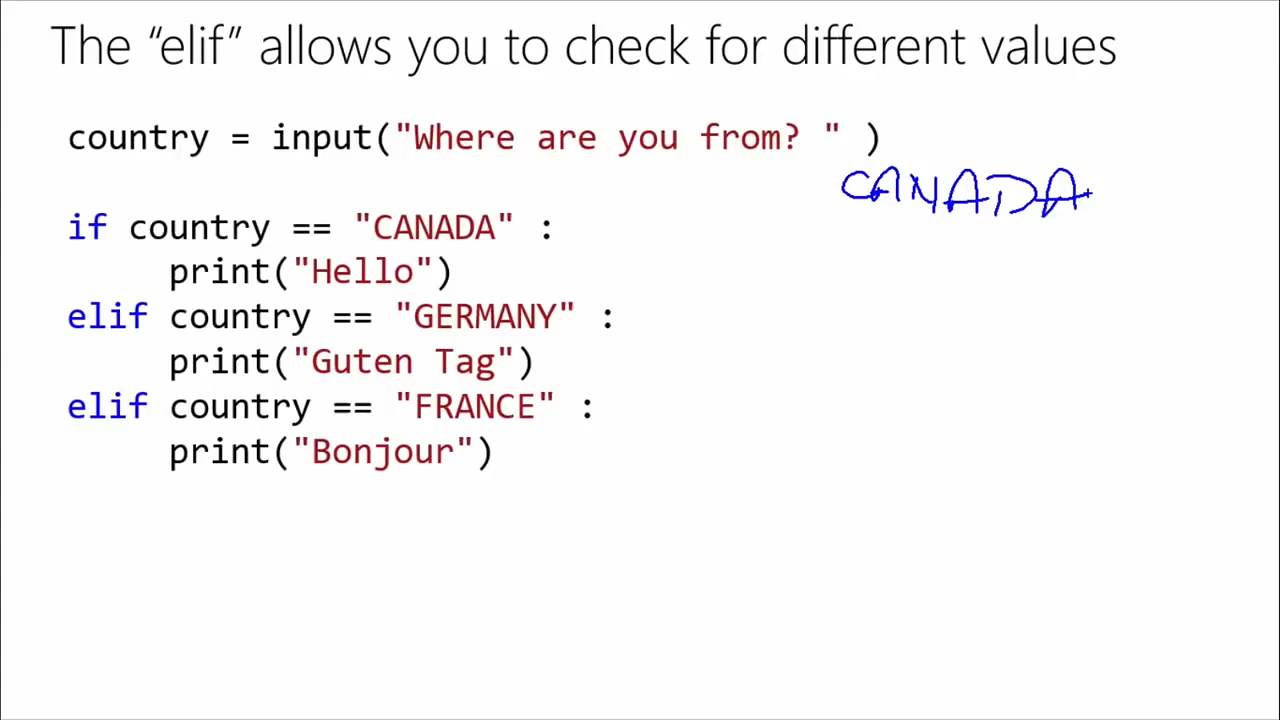 The “elif” allows you to check for different values
country = input("Where are you from? " )
CANADA
if country == "CANADA" :
print("Hello")
elif country == "GERMANY" :
print("Guten Tag")
elif country == "FRANCE" :
print("Bonjour")